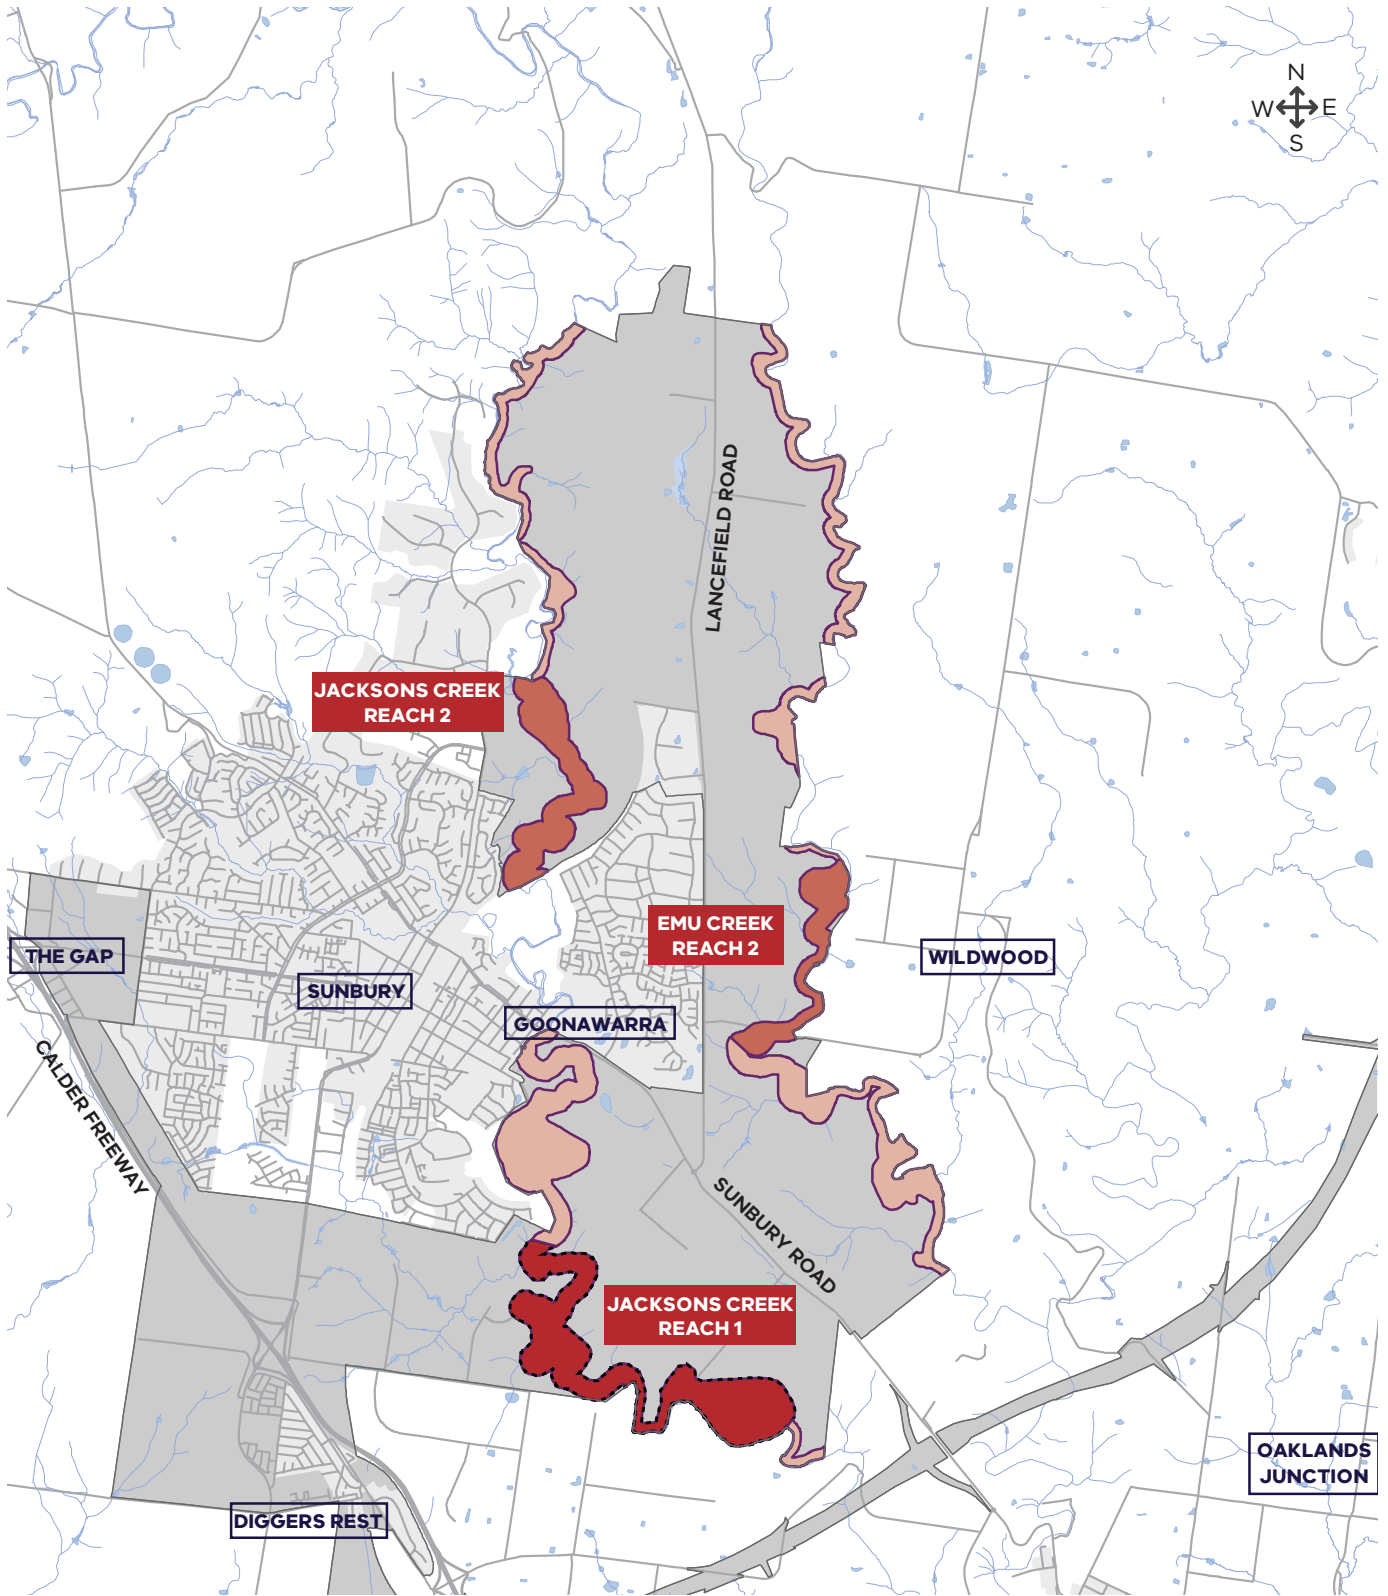 N
W E
S
LANCEFIELD ROAD
JACKSONS CREEK
REACH 2
EMU CREEK
REACH 2
THE GAP
WILDWOOD
SUNBURY
GOONAWARRA
CALDER FREEWAY
SUNBURY ROAD
JACKSONS CREEK
REACH 1
OAKLANDS
JUNCTION
DIGGERS REST